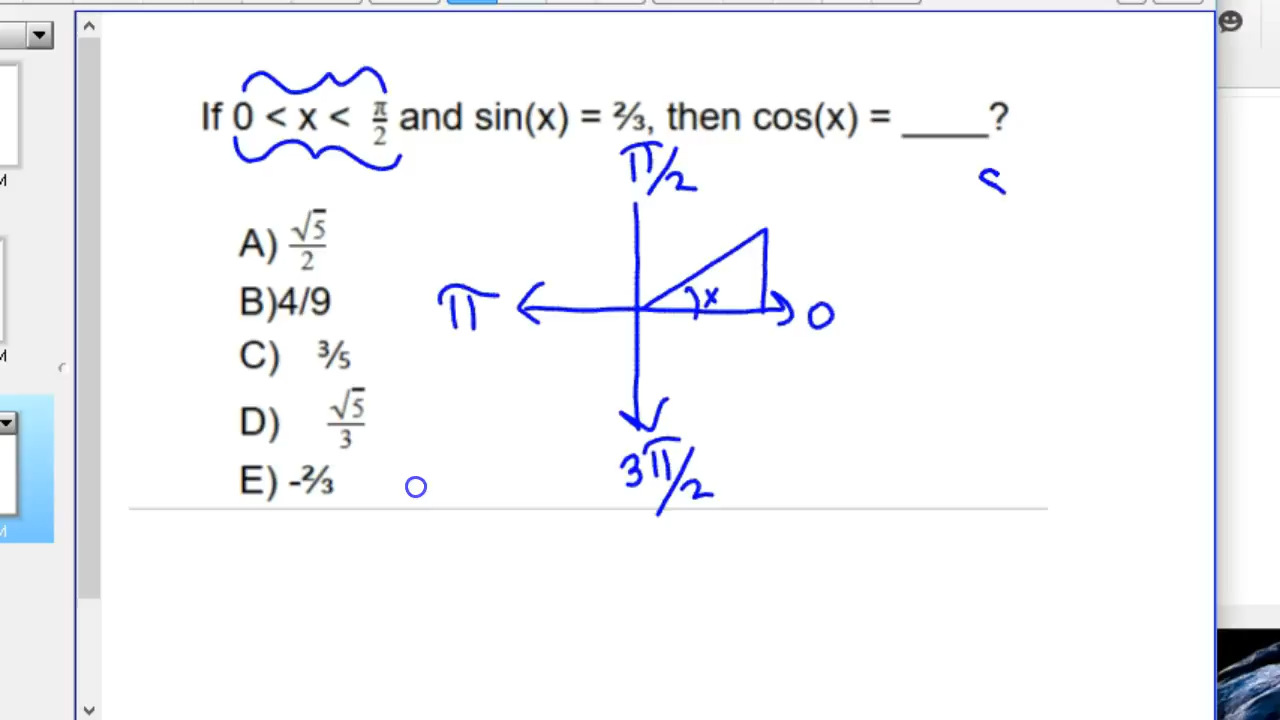 If 0 < x < π/2 and sin(x) = ⅔, then cos(x) = _____?
π/2
A) √5/2
B)4/9
π
x
0
C) ⅗
D) √5/3
3π/2
E) -⅔
M
M
M